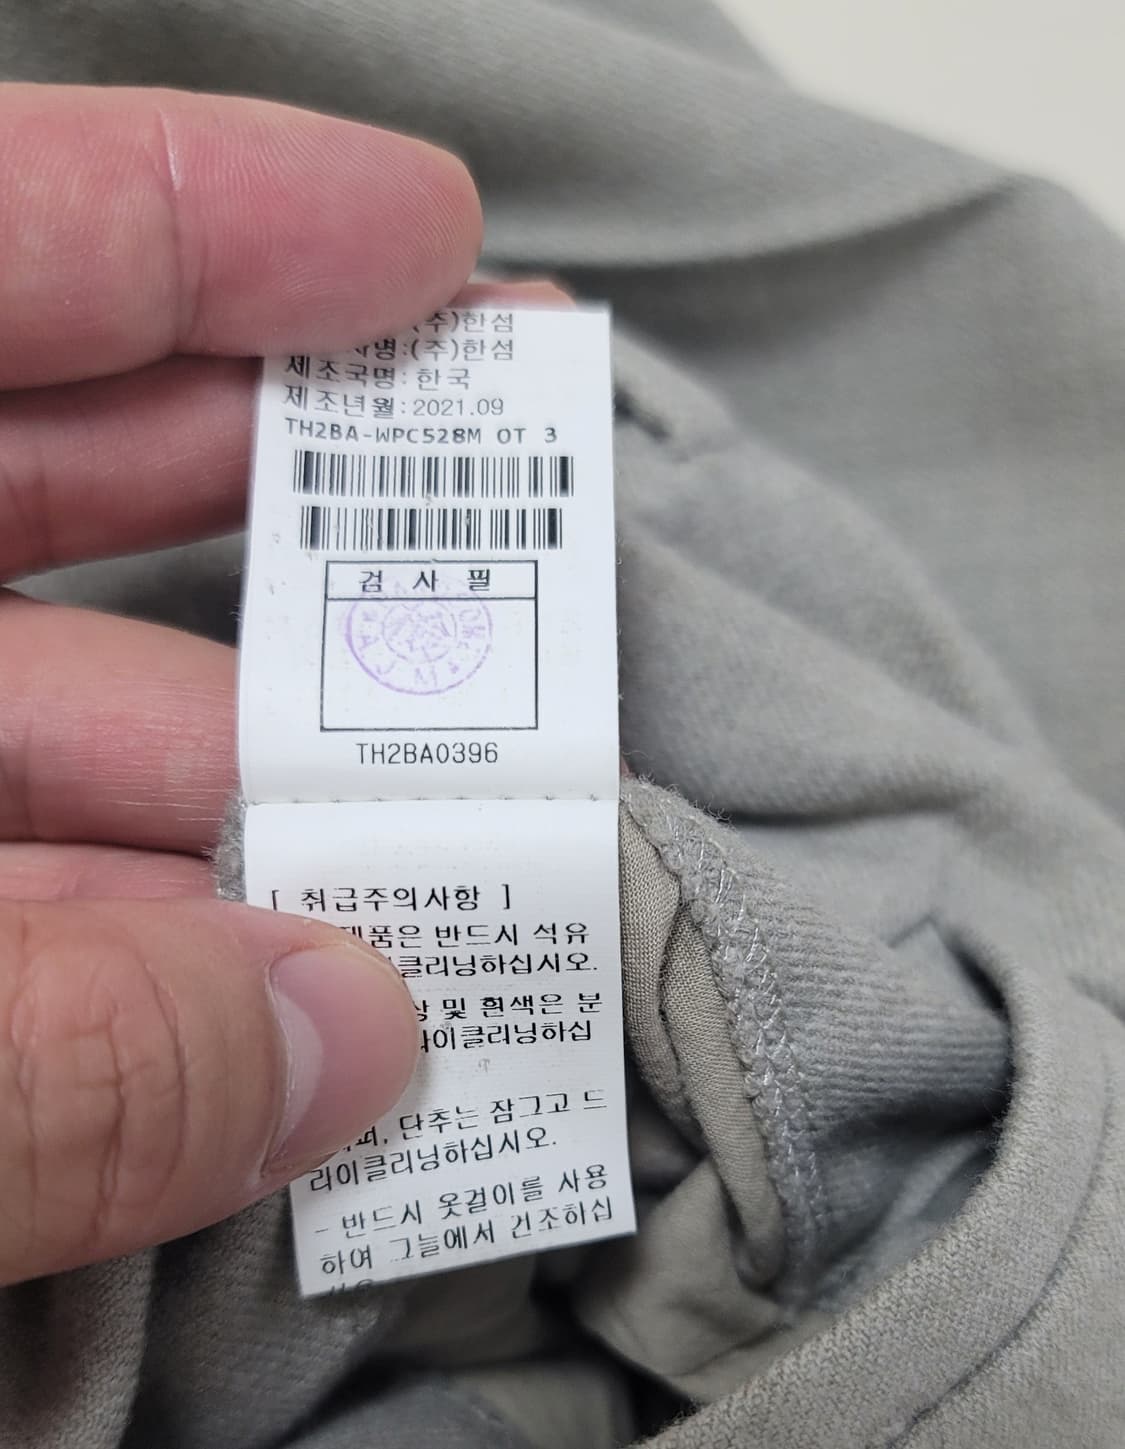 (주)한섬
명:(주)한섬
제조국명:한국
제조년월:2021.09
TH2BA-WPC528M OT 3
검 사 필
TH2BA0396
[ 취급주의사항 ]
제품은 반드시 석유
클리닝하십시오.
및 흰색은 분
이클리닝하십
단추는 잠그고 드
라이클리닝하십시오.
- 반드시 옷걸이를 사용
하여 그늘에서 건조하십